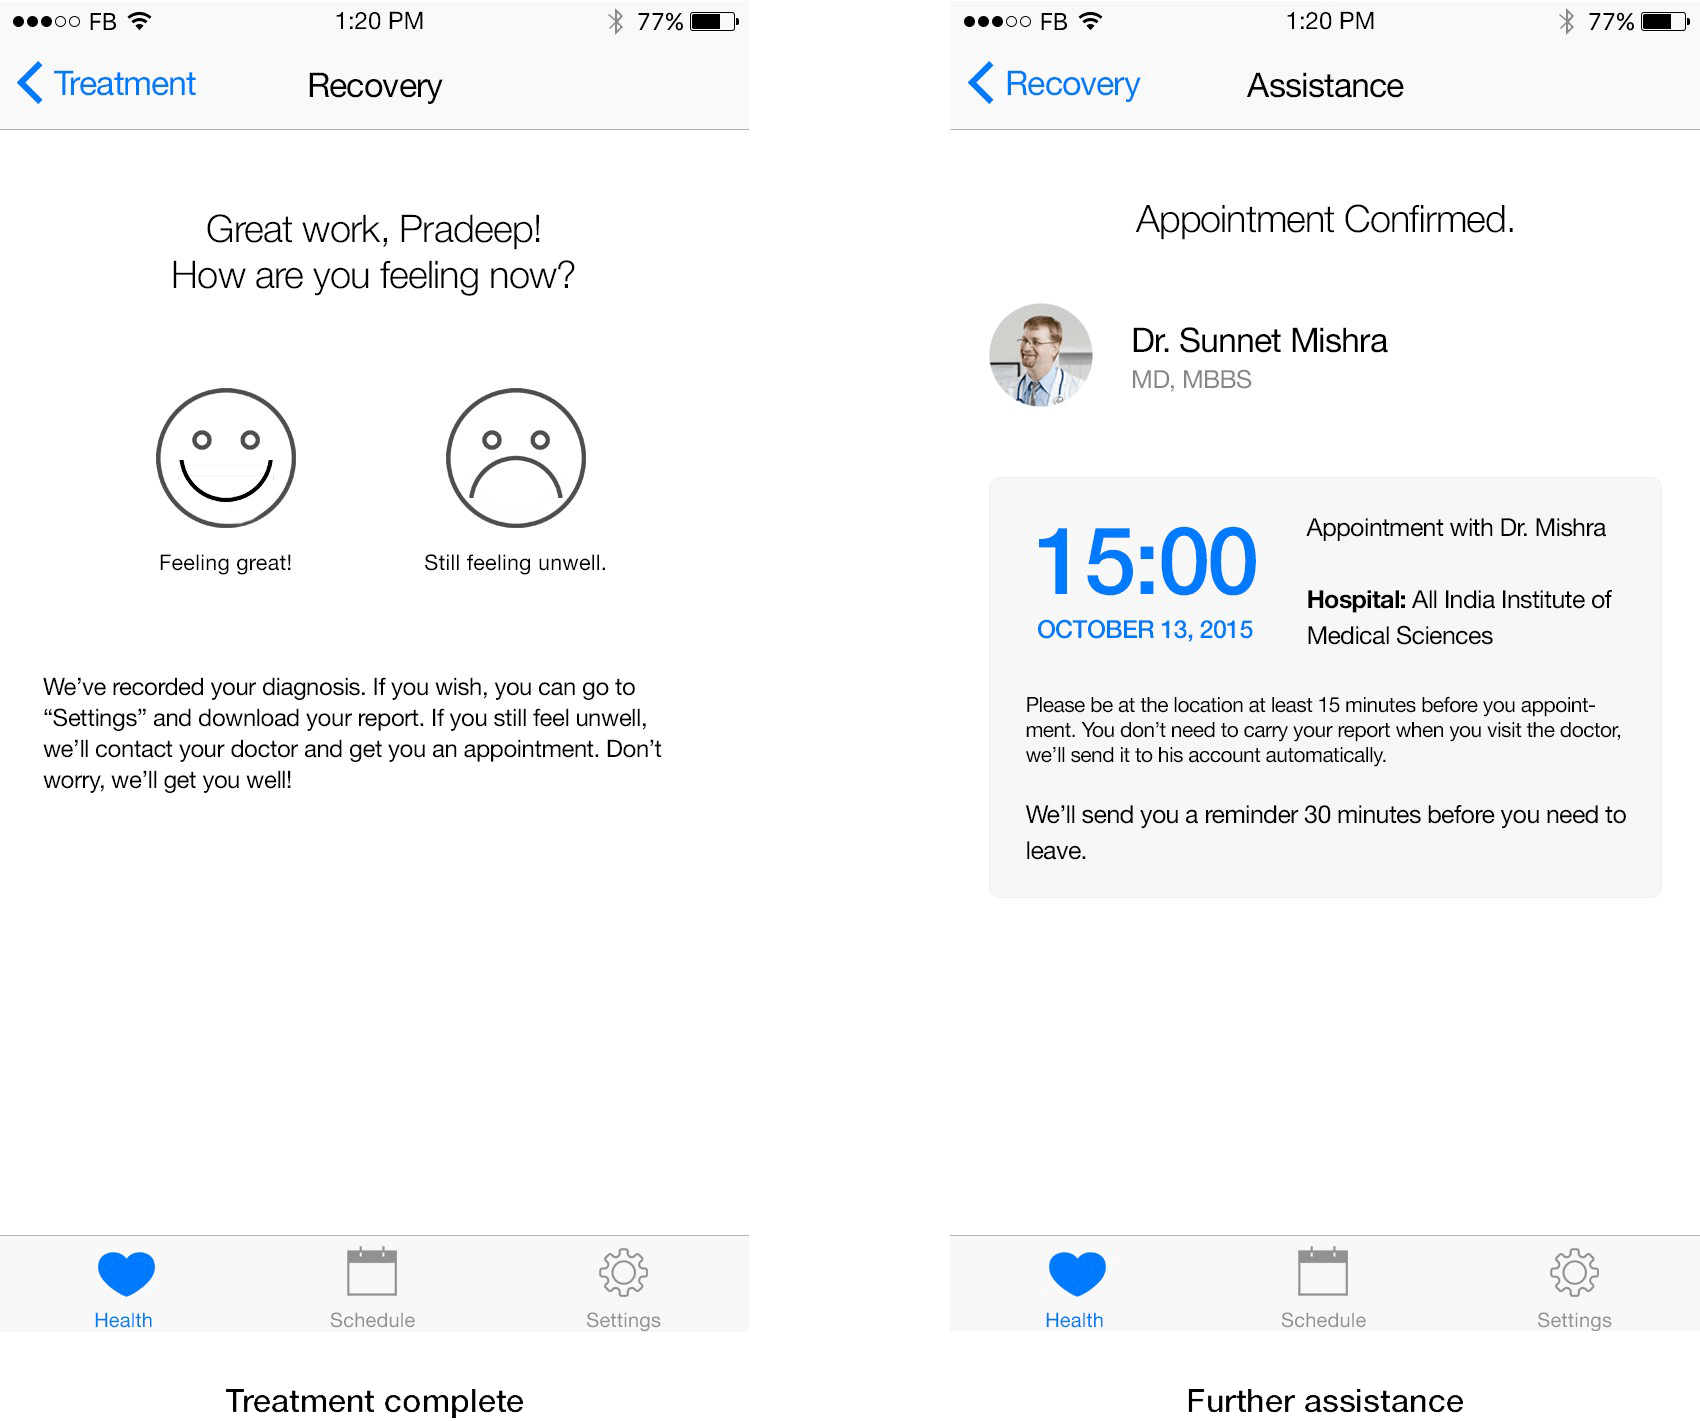 FB 1:20 PM 77%
Treatment Recovery
Great work, Pradeep!
How are you feeling now?
Feeling great! Still feeling unwell.
We’ve recorded your diagnosis. If you wish, you can go to
“Settings” and download your report. If you still feel unwell,
we’ll contact your doctor and get you an appointment. Don’t
worry, we’ll get you well!
Health Schedule Settings
Treatment complete
FB 1:20 PM 77%
Recovery Assistance
Appointment Confirmed.
Dr. Sunnet Mishra
MD, MBBS
15:00
OCTOBER 13, 2015
Appointment with Dr. Mishra
Hospital: All India Institute of
Medical Sciences
Please be at the location at least 15 minutes before you appoint-
ment. You don’t need to carry your report when you visit the doctor,
we’ll send it to his account automatically.
We’ll send you a reminder 30 minutes before you need to
leave.
Health Schedule Settings
Further assistance